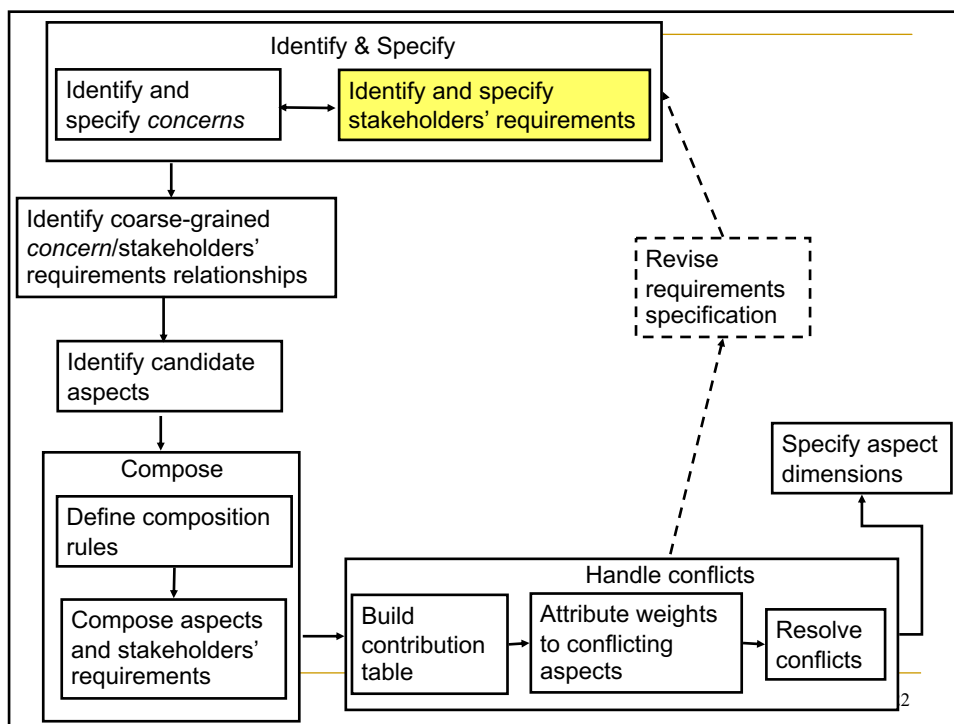 Identify & Specify
Identify and
specify concerns
Identify and specify
stakeholders’ requirements
Identify coarse-grained
concern/stakeholders’
requirements relationships
Revise
requirements
specification
Identify candidate
aspects
Specify aspect
dimensions
Compose
Define composition
rules
Compose aspects
and stakeholders’
requirements
Handle conflicts
Build
contribution
table
Attribute weights
to conflicting
aspects
Resolve
conflicts
2